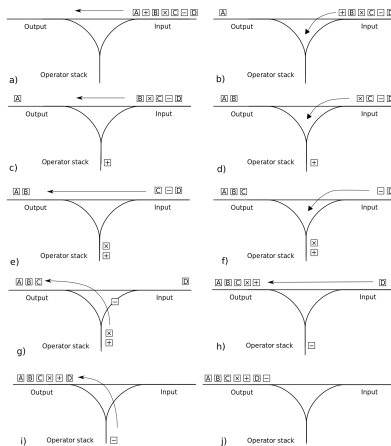 A + B × C − D
A
+ B × C − D
Output
Input
Output
Input
Operator stack
Operator stack
a)
b)
A
B × C − D
A B
× C − D
Output
Input
Output
Input
Operator stack
+
Operator stack
+
c)
d)
A B
C − D
A B C
− D
Output
Input
Output
Input
Operator stack
×
+
Operator stack
×
+
e)
f)
A B C
D
A B C × +
D
−
Output
Input
Output
Input
Operator stack
×
+
Operator stack
−
g)
h)
A B C × + D
A B C × + D −
Output
Input
Output
Input
Operator stack
−
Operator stack
i)
j)